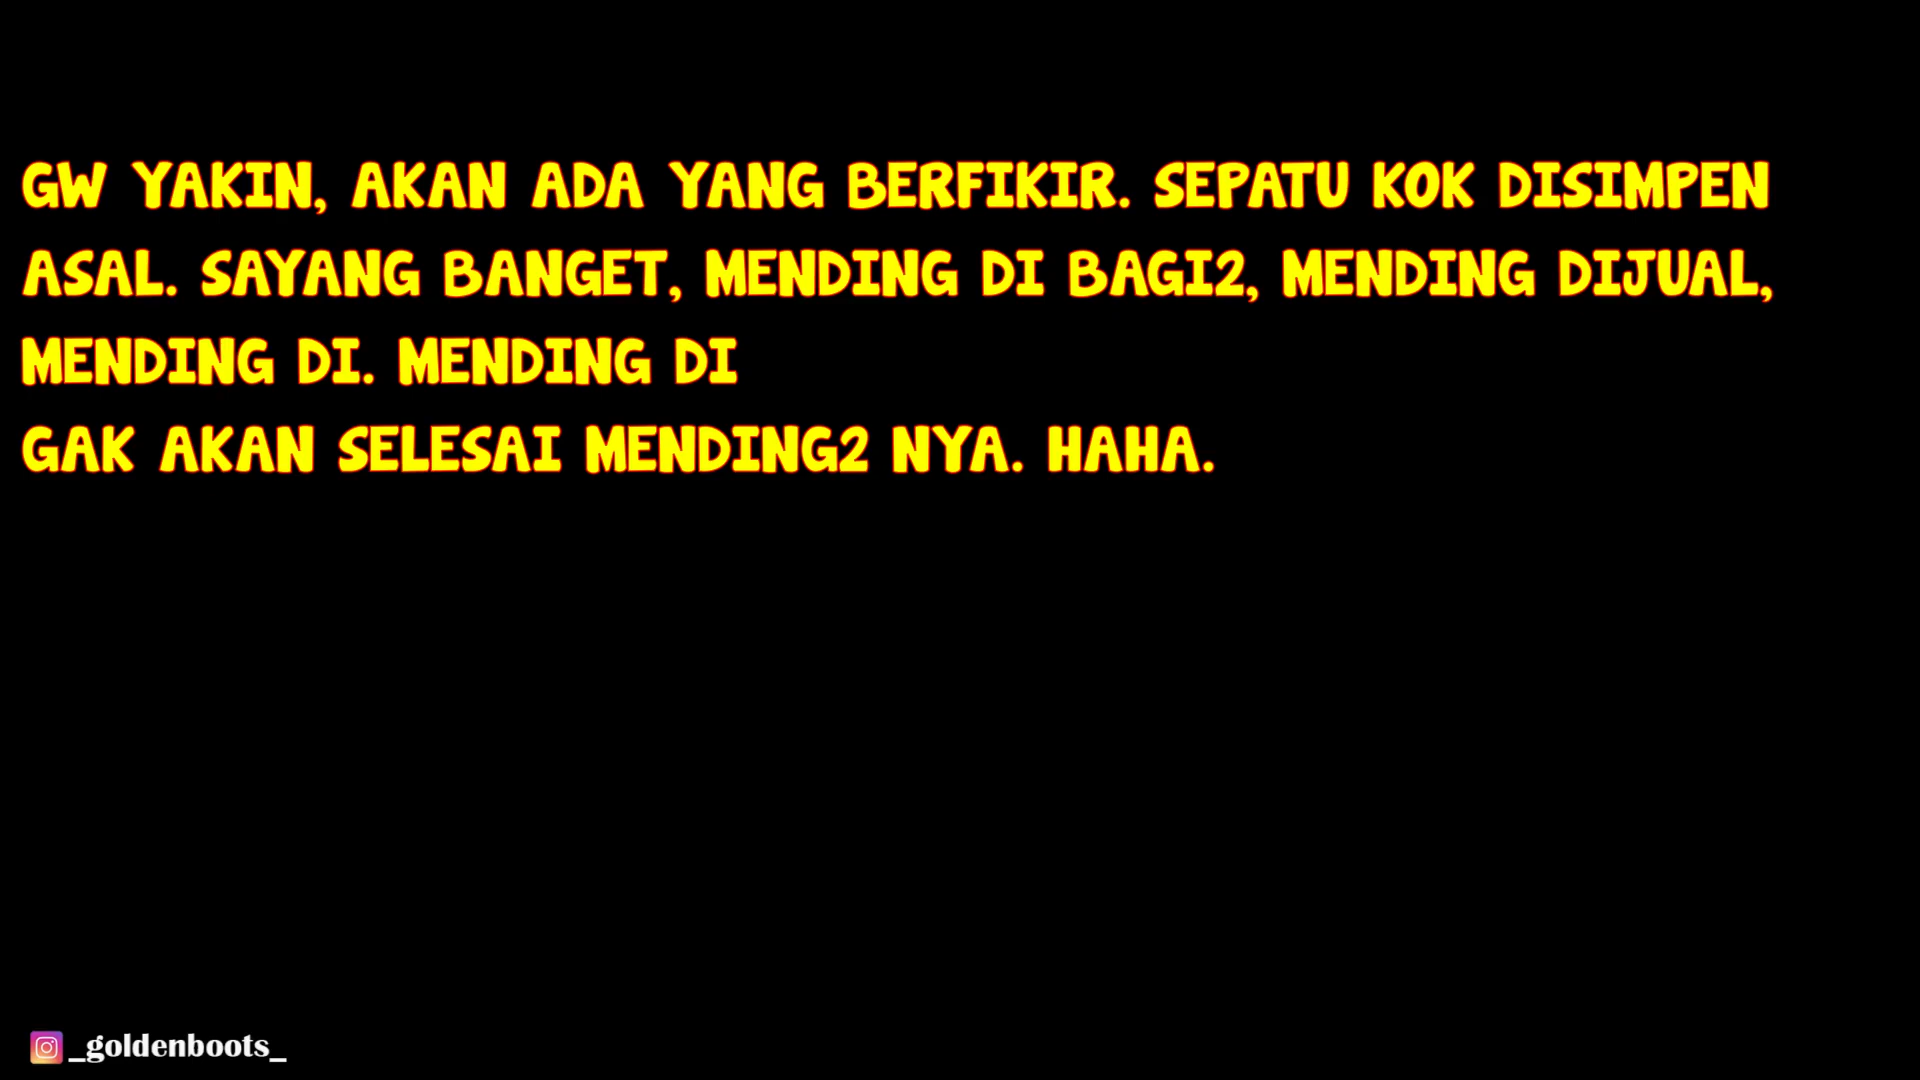 GW YAKIN, AKAN ADA YANG BERFIKIR. SEPATU KOK DISIMPEN
ASAL. SAYANG BANGET, MENDING DI BAGI2, MENDING DIJUAL,
MENDING DI. MENDING DI
GAK AKAN SELESAI MENDING2 NYA. HAHA.
_goldenboots_